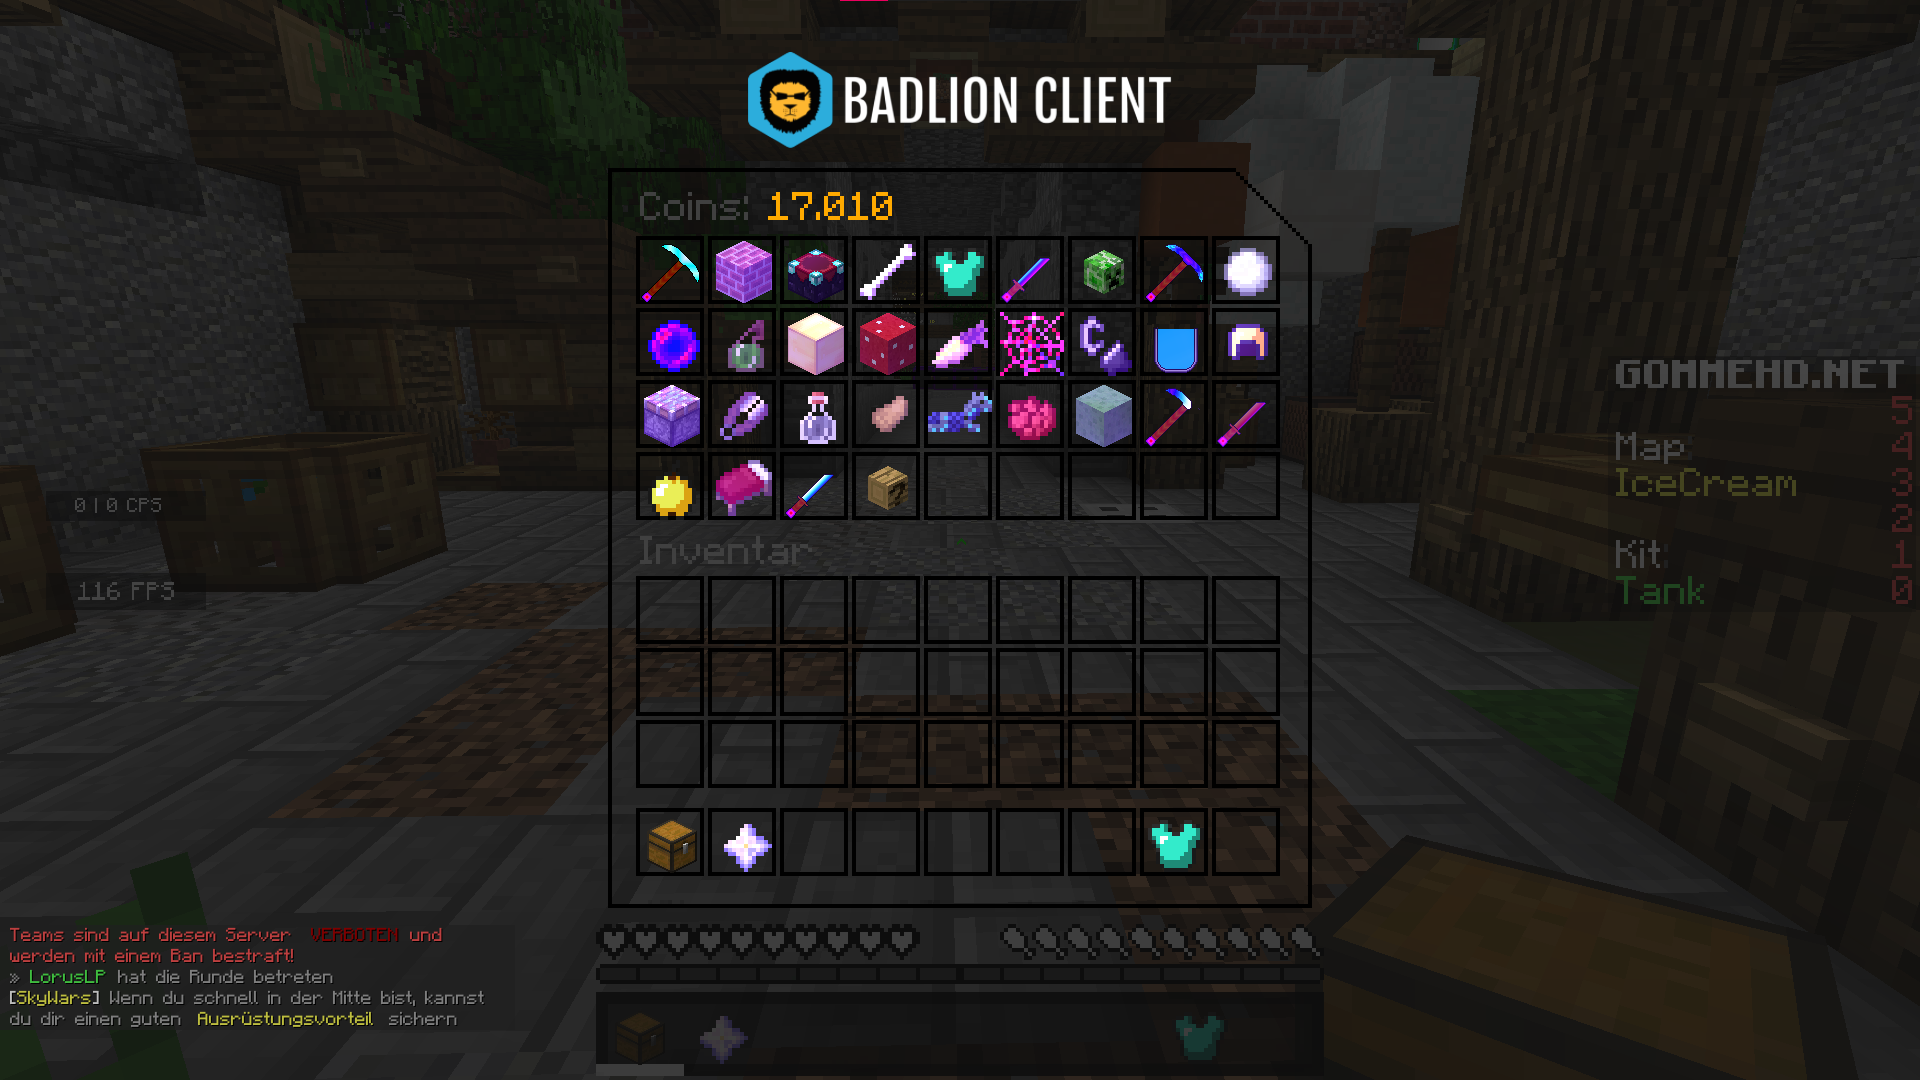 BADLION CLIENT
Coins: 17.010
Inventar
0 | 0 CPS
116 FPS
GOMMEHD.NET
5
Map: 4
IceCream 3
2
Kit: 1
Tank 0
Teams sind auf diesem Server VERBOTEN und
werden mit einem Ban bestraft!
» LorusLP hat die Runde betreten
[SkyWars] Wenn du schnell in der Mitte bist, kannst
du dir einen guten Ausrüstungsvorteil sichern